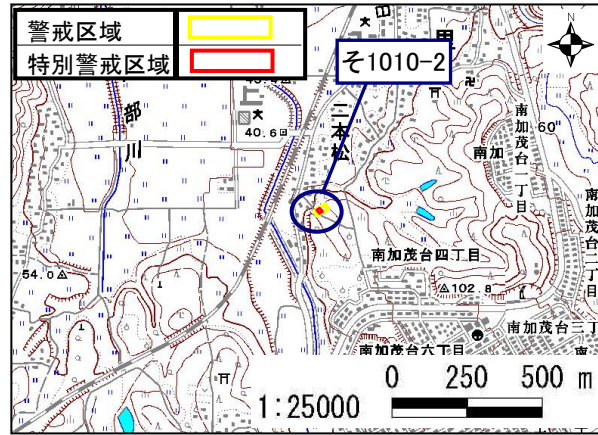 警戒区域
特別警戒区域
そ1010-2
N
部川
上
40.6
二本松
南加茂台一丁目
60
南加
南加茂台二丁目
54.0
南加茂台四丁目
102.8
南加茂台三丁
南加茂台六丁目
0 250 500 m
1:25000